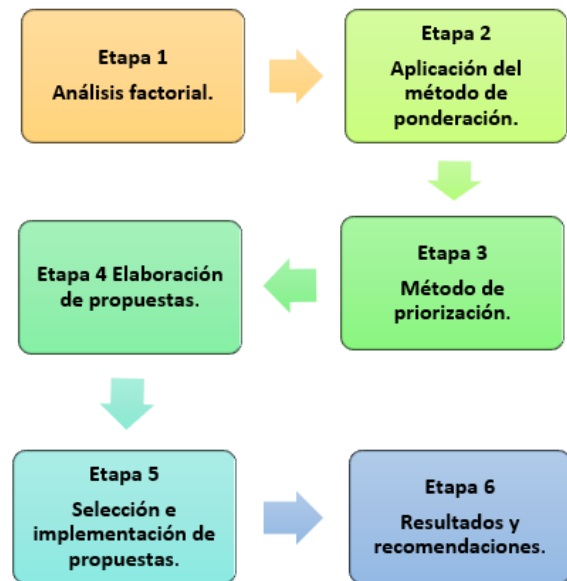 Etapa 1
Análisis factorial.
Etapa 2
Aplicación del
método de
ponderación.
Etapa 3
Método de
priorización.
Etapa 4 Elaboración
de propuestas.
Etapa 5
Selección e
implementación de
propuestas.
Etapa 6
Resultados y
recomendaciones.